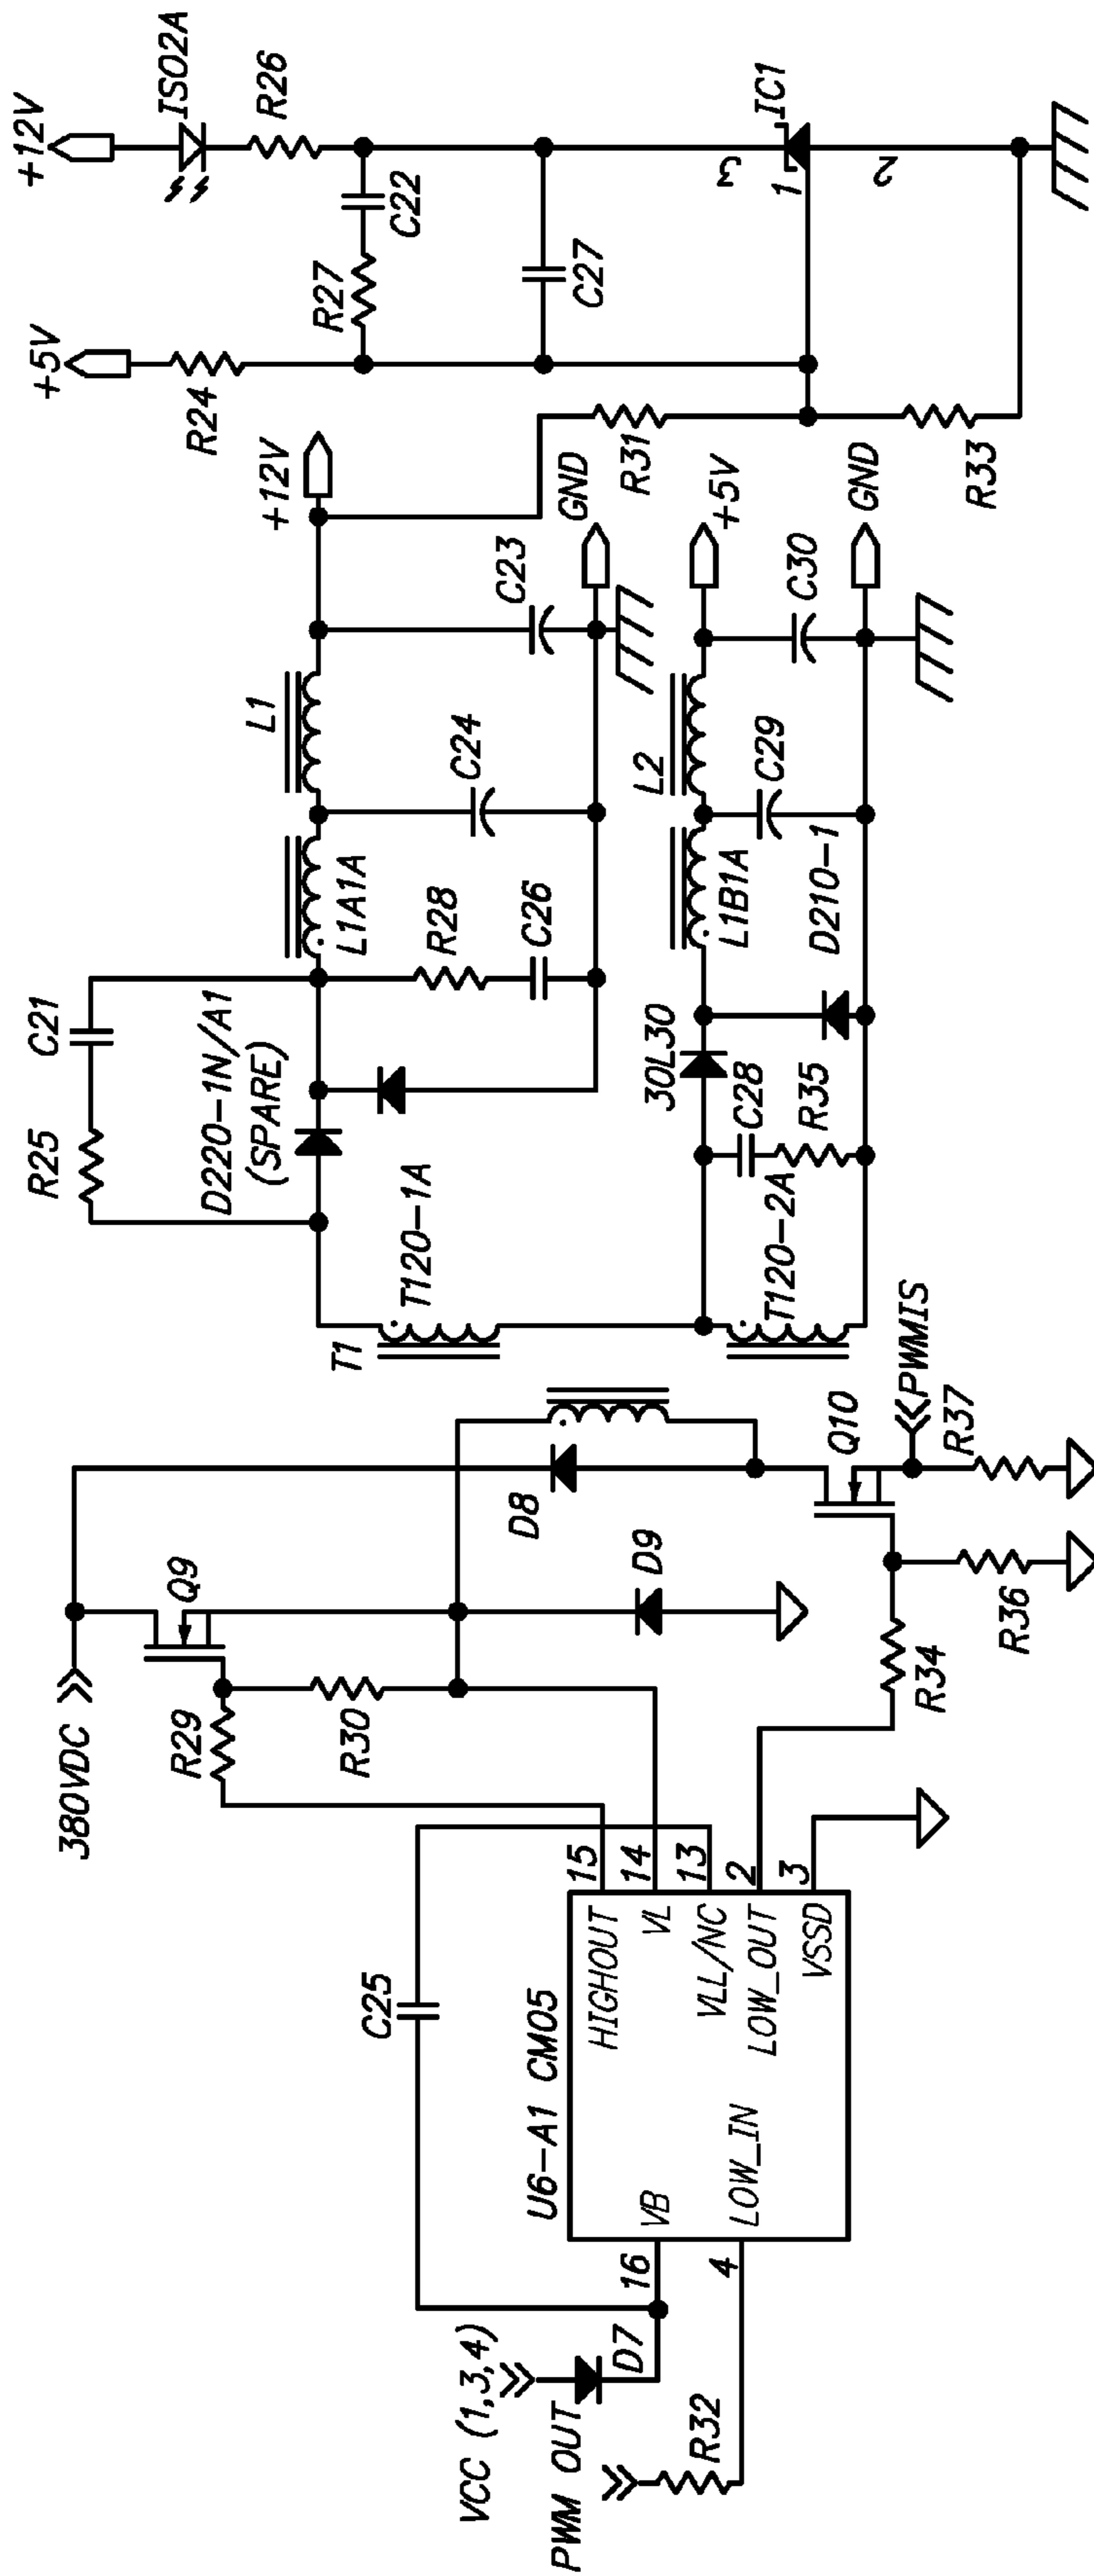 VCC (1,3,4)
PWM OUT
D7
R32
C25
U6-A1 CM05
16
VB
4
LOW_IN
HIGHOUT
15
VL
14
VLL/NC
13
LOW_OUT
2
VSSD
3
380VDC
R29
R30
Q9
D9
D8
R34
R36
Q10
PWMIS
R37
T1
T120-1A
T120-2A
R25
C21
D220-1N/A1
(SPARE)
L1A1A
R28
C26
L1
C24
C23
+12V
GND
30L30
C28
R35
L1B1A
D210-1
L2
C29
C30
+5V
GND
R31
R33
+5V
R24
R27
C22
C27
+12V
ISO2A
R26
IC1
3
1
2